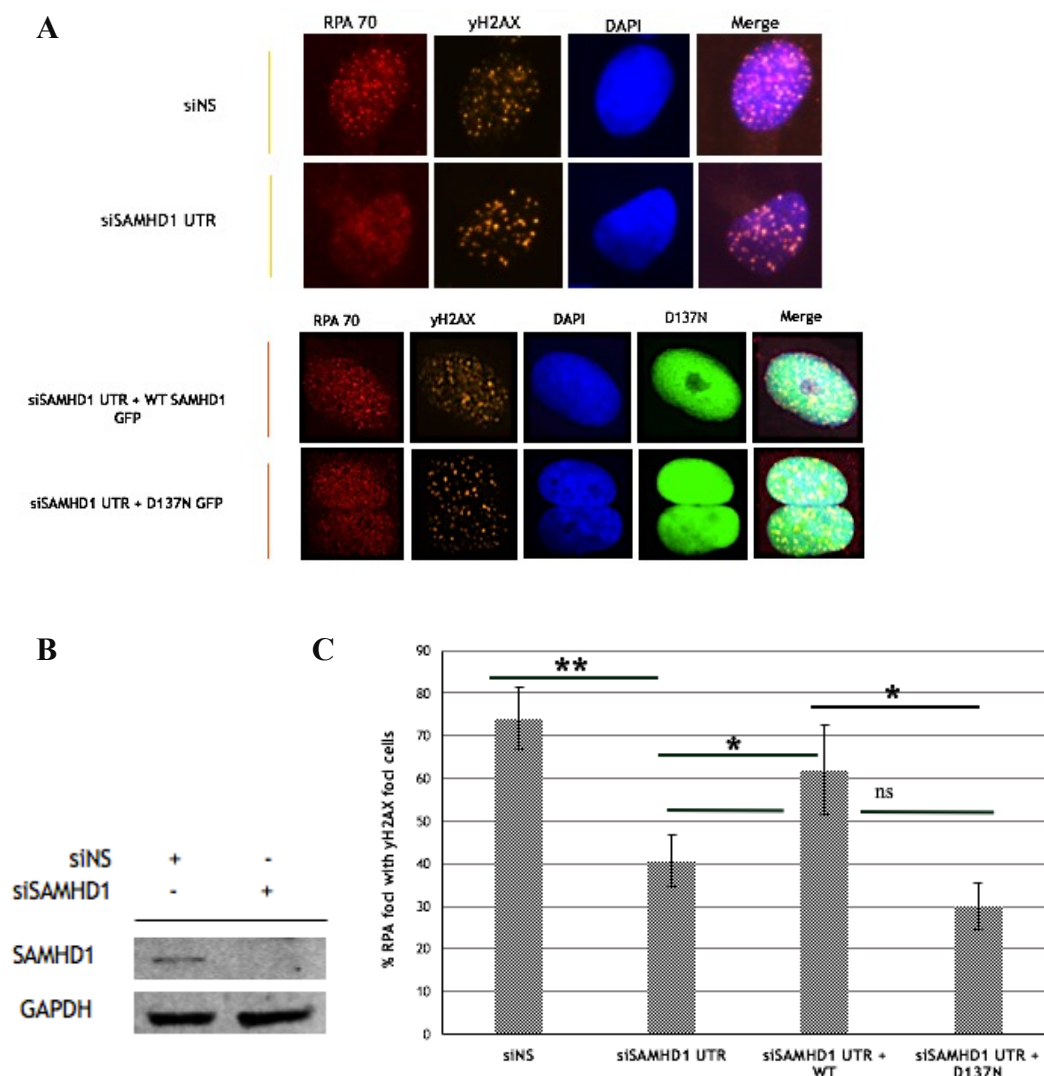 A
RPA 70 yH2AX DAPI Merge
siNS
siSAMHD1 UTR
RPA 70 yH2AX DAPI D137N Merge
siSAMHD1 UTR + WT SAMHD1
GFP
siSAMHD1 UTR + D137N GFP
B
siNS + -
siSAMHD1 - +
SAMHD1
GAPDH
C
% RPA foci with yH2AX foci cells
90
80
70
60
50
40
30
20
10
0
**
*
*
ns
siNS siSAMHD1 UTR siSAMHD1 UTR + siSAMHD1 UTR +
WT D137N